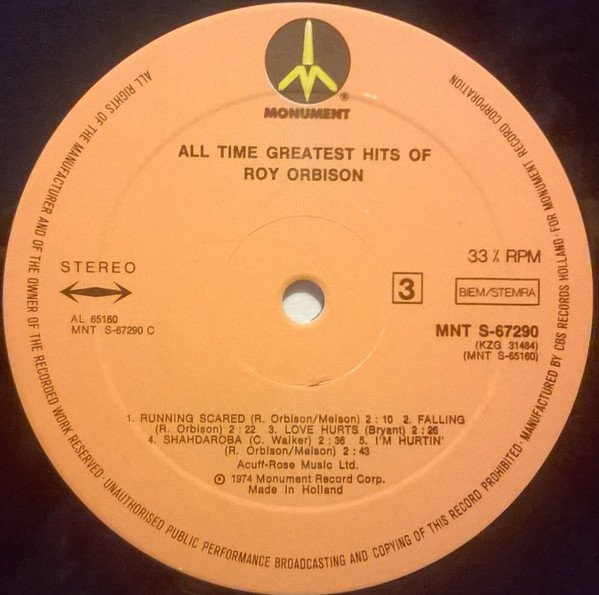 MONUMENT®
ALL TIME GREATEST HITS OF
ROY ORBISON
STEREO
33 ⅓ RPM
3
BIEM/STEMRA
AL 65160
MNT S-67290 C
MNT S-67290
(KZG 31484)
(MNT S-65160)
1. RUNNING SCARED (R. Orbison/Melson) 2 : 10 2. FALLING
(R. Orbison) 2 : 22 3. LOVE HURTS (Bryant) 2 : 26
4. SHAHDAROBA (C. Walker) 2 : 36 5. I'M HURTIN'
(R. Orbison/Melson) 2 : 43
Acuff-Rose Music Ltd.
℗ 1974 Monument Record Corp.
Made In Holland
ALL RIGHTS OF THE MANUFACTURER AND OF THE OWNER OF THE RECORDED WORK RESERVED · UNAUTHORISED PUBLIC PERFORMANCE BROADCASTING AND COPYING OF THIS RECORD PROHIBITED · MANUFACTURED BY CBS RECORDS HOLLAND · FOR MONUMENT RECORD CORPORATION